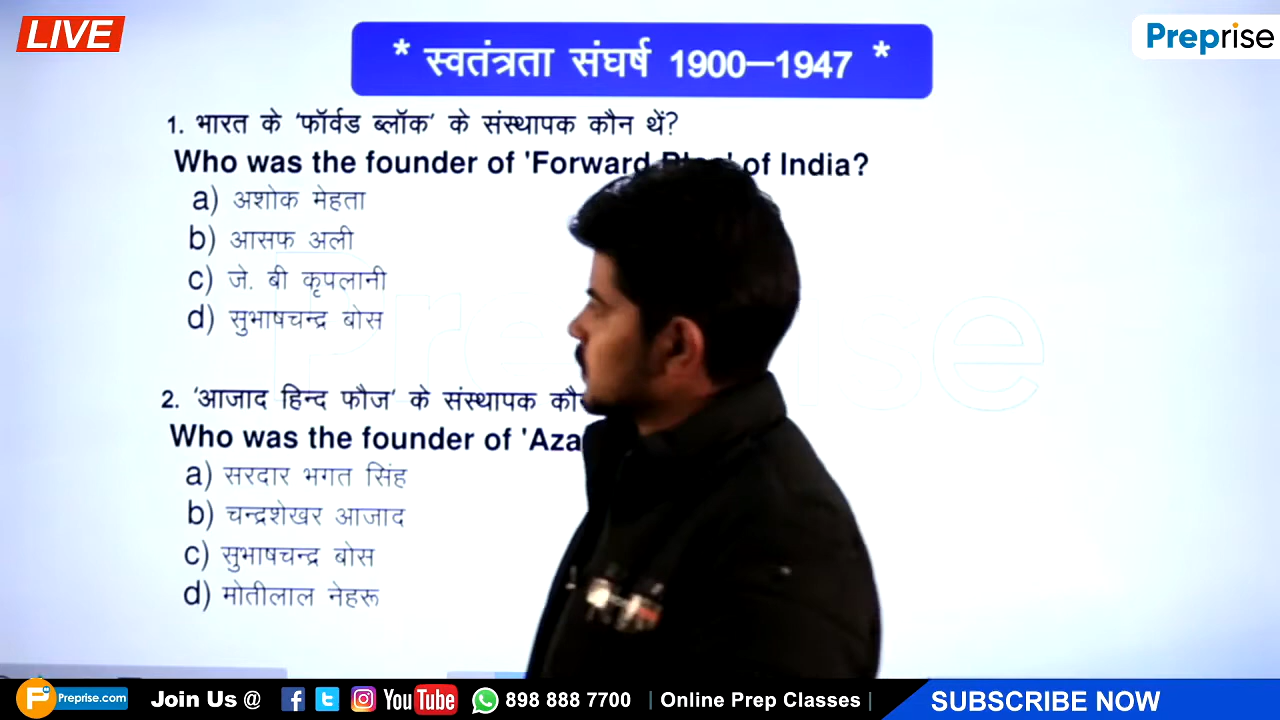 LIVE
Preprise
* स्वतंत्रता संघर्ष 1900–1947 *
1. भारत के 'फॉर्वड ब्लॉक' के संस्थापक कौन थें?
Who was the founder of 'Forward of India?
a) अशोक मेहता
b) आसफ अली
c) जे. बी कृपलानी
d) सुभाषचन्द्र बोस
2. 'आजाद हिन्द फौज' के संस्थापक
Who was the founder of
a) सरदार भगत सिंह
b) चन्द्रशेखर आजाद
c) सुभाषचन्द्र बोस
d) मोतीलाल नेहरू
Preprise
Preprise.com Join Us @ YouTube 898 888 7700 | Online Prep Classes | SUBSCRIBE NOW